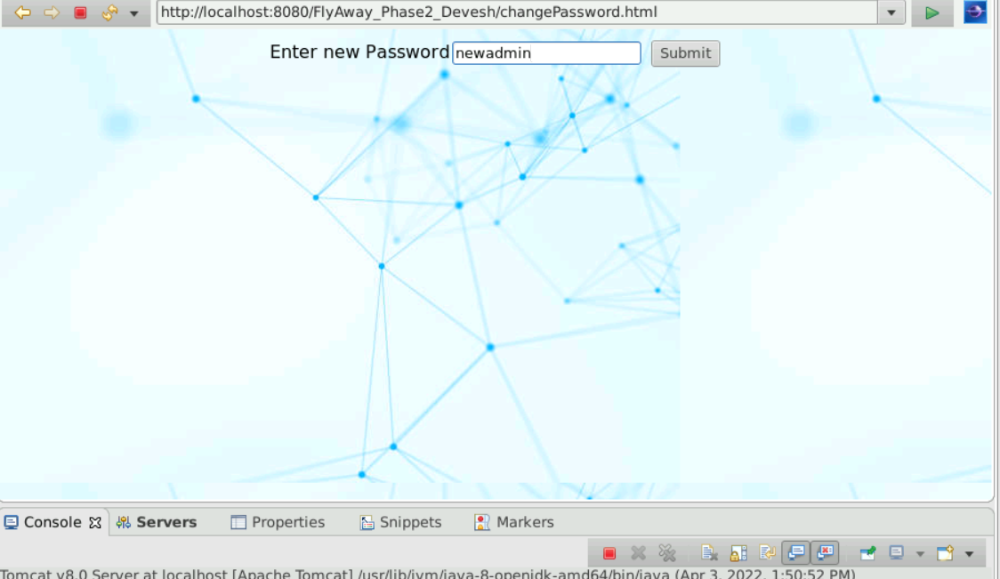 http://localhost:8080/FlyAway_Phase2_Devesh/changePassword.html
Enter new Password newadmin Submit
Console Servers Properties Snippets Markers
Tomcat v8.0 Server at localhost [Apache Tomcat] /usr/lib/jvm/java-8-openjdk-amd64/bin/java (Apr 3, 2022, 1:50:52 PM)